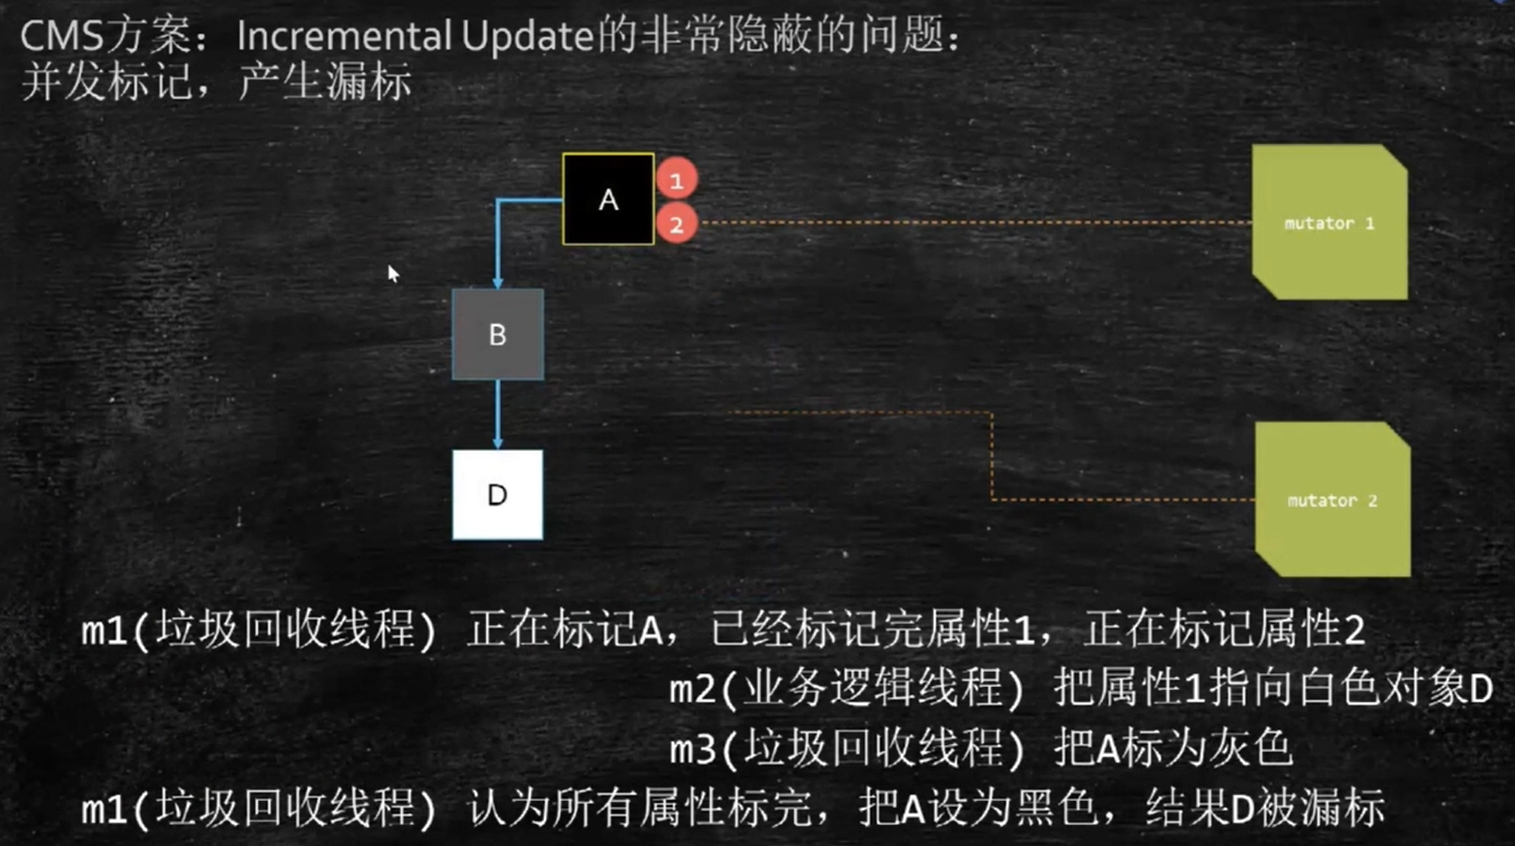 CMS方案：Incremental Update的非常隐蔽的问题：
并发标记，产生漏标
A
1
2
mutator 1
B
D
mutator 2
m1(垃圾回收线程) 正在标记A，已经标记完属性1，正在标记属性2
m2(业务逻辑线程) 把属性1指向白色对象D
m3(垃圾回收线程) 把A标为灰色
m1(垃圾回收线程) 认为所有属性标完，把A设为黑色，结果D被漏标